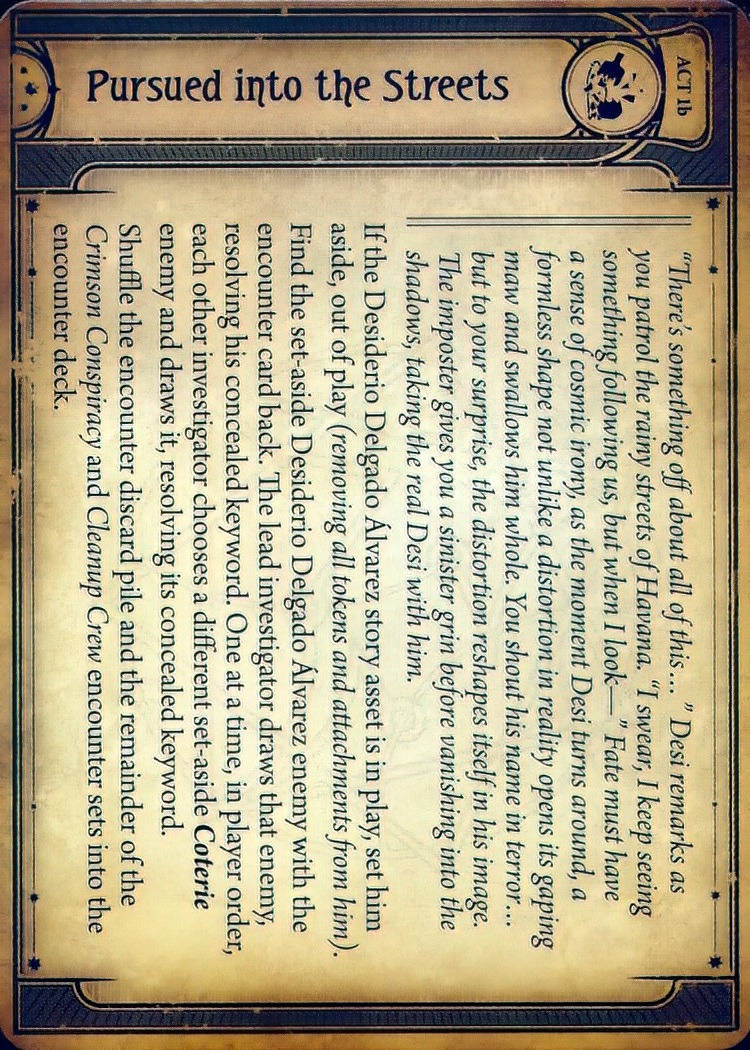 ACT 1b
Pursued into the Streets
“There’s something off about all of this… ” Desi remarks as
you patrol the rainy streets of Havana. “I swear, I keep seeing
something following us, but when I look—” Fate must have
a sense of cosmic irony, as the moment Desi turns around, a
formless shape not unlike a distortion in reality opens its gaping
maw and swallows him whole. You shout his name in terror…
but to your surprise, the distortion reshapes itself in his image.
The imposter gives you a sinister grin before vanishing into the
shadows, taking the real Desi with him.
If the Desiderio Delgado Álvarez story asset is in play, set him
aside, out of play (removing all tokens and attachments from him).
Find the set-aside Desiderio Delgado Álvarez enemy with the
encounter card back. The lead investigator draws that enemy,
resolving his concealed keyword. One at a time, in player order,
each other investigator chooses a different set-aside Coterie
enemy and draws it, resolving its concealed keyword.
Shuffle the encounter discard pile and the remainder of the
Crimson Conspiracy and Cleanup Crew encounter sets into the
encounter deck.